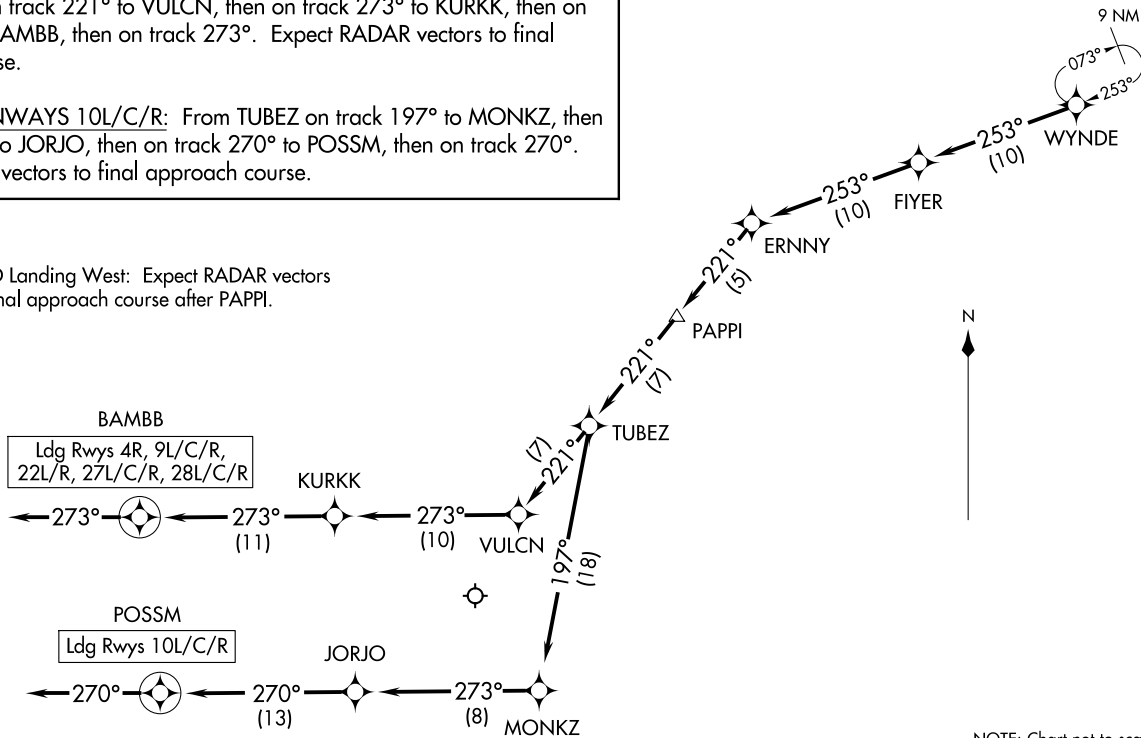 on track 221° to VULCN, then on track 273° to KURKK, then on
BAMBB, then on track 273°. Expect RADAR vectors to final
RUNWAYS 10L/C/R: From TUBEZ on track 197° to MONKZ, then
to JORJO, then on track 270° to POSSM, then on track 270°.
vectors to final approach course.
Landing West: Expect RADAR vectors
final approach course after PAPPI.
9 NM
073°
253°
WYNDE
253°
(10)
FIYER
253°
(10)
ERNNY
221°
(5)
PAPPI
N
221°
(7)
TUBEZ
(7)
221°
BAMBB
Ldg Rwys 4R, 9L/C/R,
22L/R, 27L/C/R, 28L/C/R
KURKK
273°
273°
(11)
273°
(10)
VULCN
197°
(18)
POSSM
Ldg Rwys 10L/C/R
JORJO
270°
270°
(13)
273°
(8)
MONKZ
NOTE: Chart not to